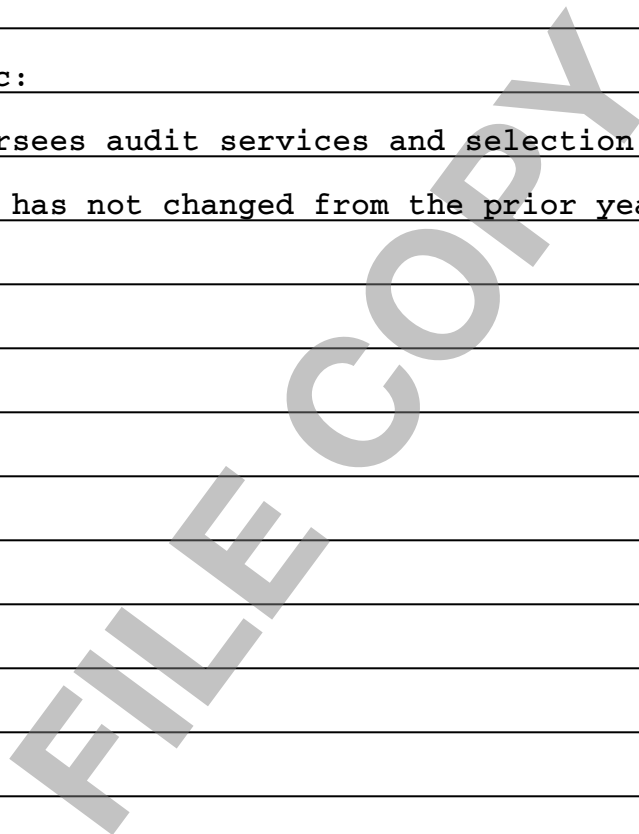 c:
rsees audit services and selection
has not changed from the prior yea
FILE COPY